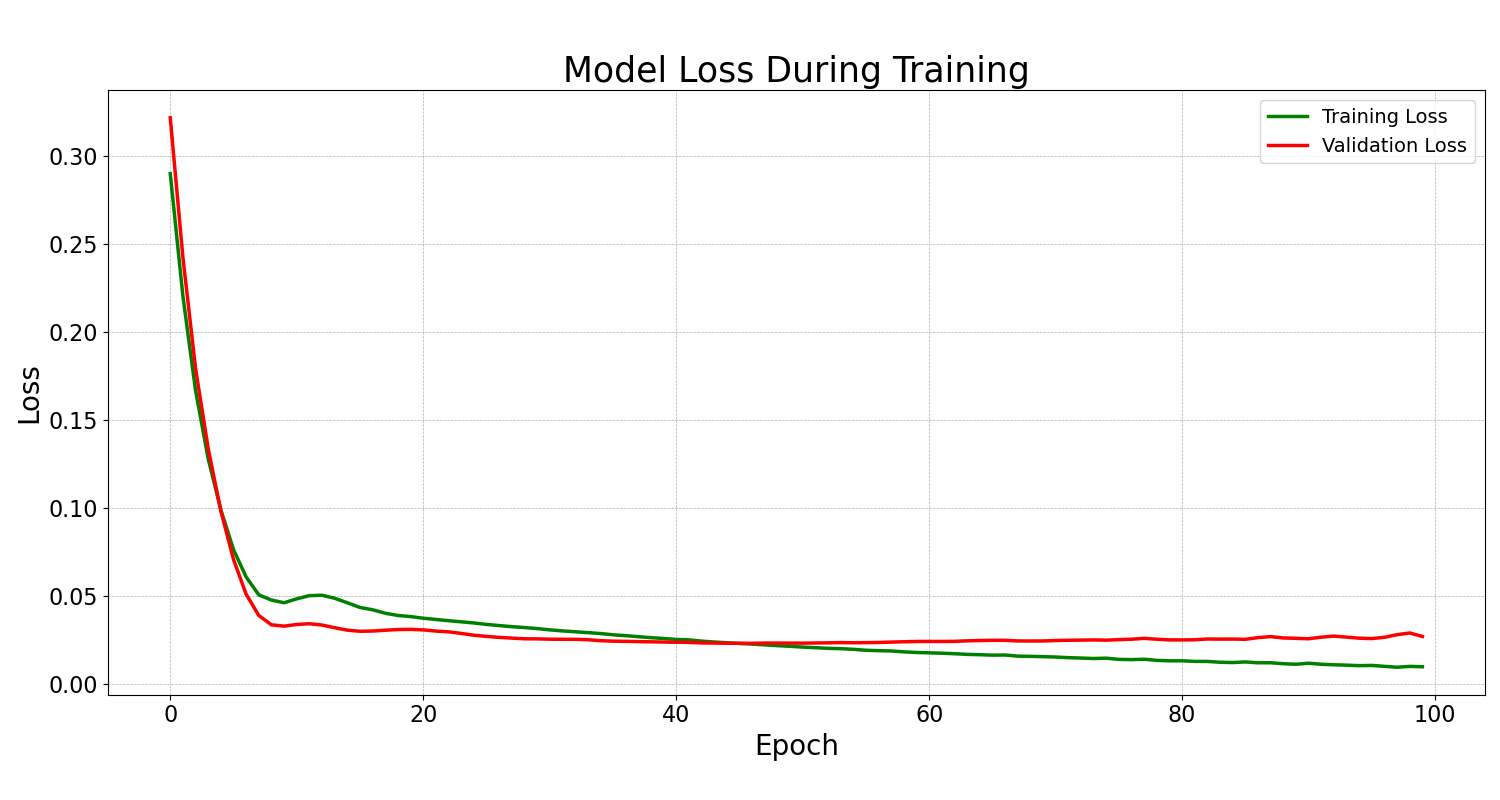 Model Loss During Training
Training Loss
Validation Loss
0.30
0.25
0.20
0.15
0.10
0.05
0.00
Loss
0
20
40
60
80
100
Epoch